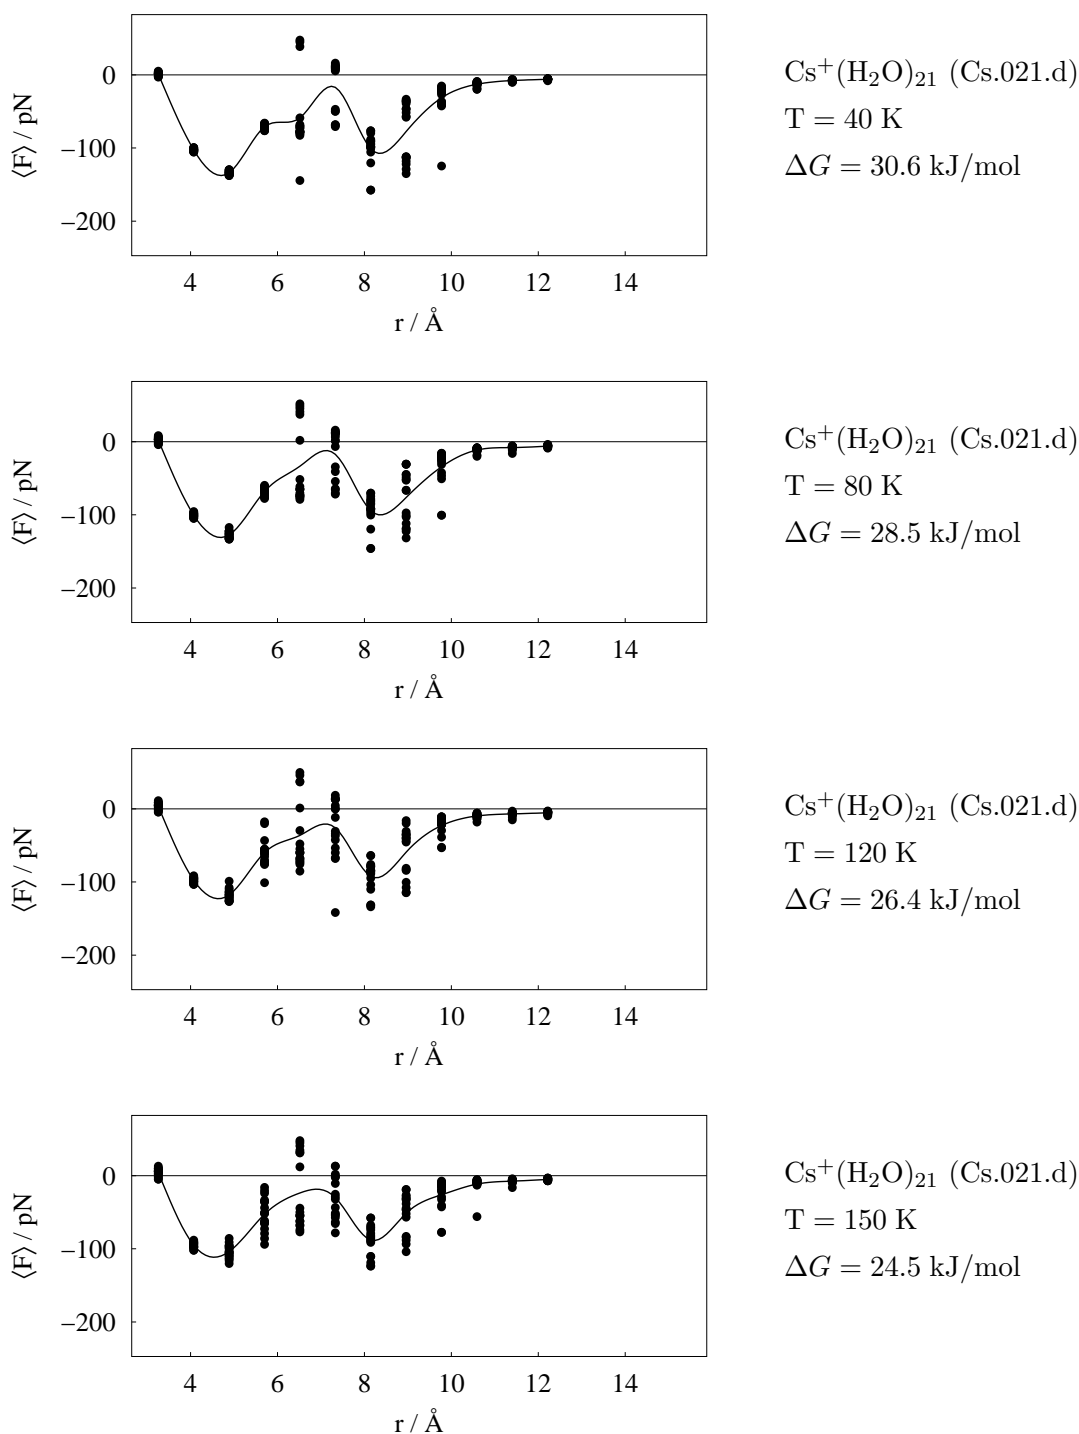 0
−100
−200
⟨F⟩ / pN
4 6 8 10 12 14
r / Å
Cs⁺(H₂O)₂₁ (Cs.021.d)
T = 40 K
ΔG = 30.6 kJ/mol
0
−100
−200
⟨F⟩ / pN
4 6 8 10 12 14
r / Å
Cs⁺(H₂O)₂₁ (Cs.021.d)
T = 80 K
ΔG = 28.5 kJ/mol
0
−100
−200
⟨F⟩ / pN
4 6 8 10 12 14
r / Å
Cs⁺(H₂O)₂₁ (Cs.021.d)
T = 120 K
ΔG = 26.4 kJ/mol
0
−100
−200
⟨F⟩ / pN
4 6 8 10 12 14
r / Å
Cs⁺(H₂O)₂₁ (Cs.021.d)
T = 150 K
ΔG = 24.5 kJ/mol